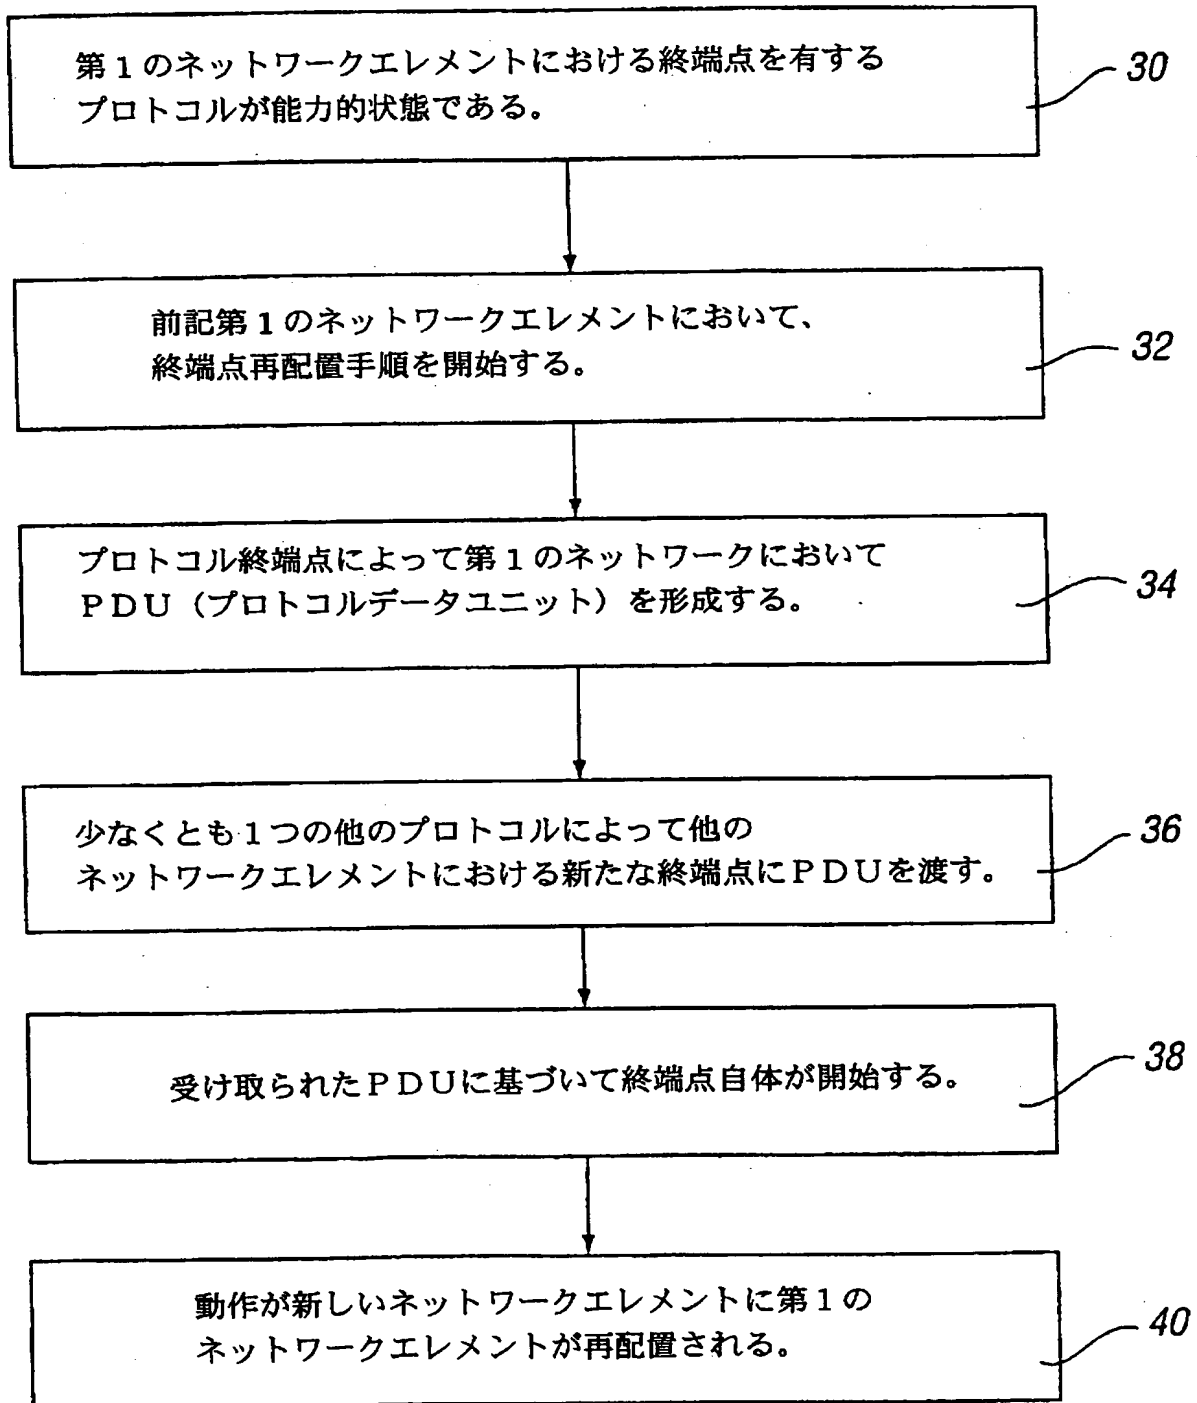 第1のネットワークエレメントにおける終端点を有する
プロトコルが能力的状態である。
30
前記第1のネットワークエレメントにおいて、
終端点再配置手順を開始する。
32
プロトコル終端点によって第1のネットワークにおいて
PDU(プロトコルデータユニット)を形成する。
34
少なくとも1つの他のプロトコルによって他の
ネットワークエレメントにおける新たな終端点にPDUを渡す。
36
受け取られたPDUに基づいて終端点自体が開始する。
38
動作が新しいネットワークエレメントに第1の
ネットワークエレメントが再配置される。
40